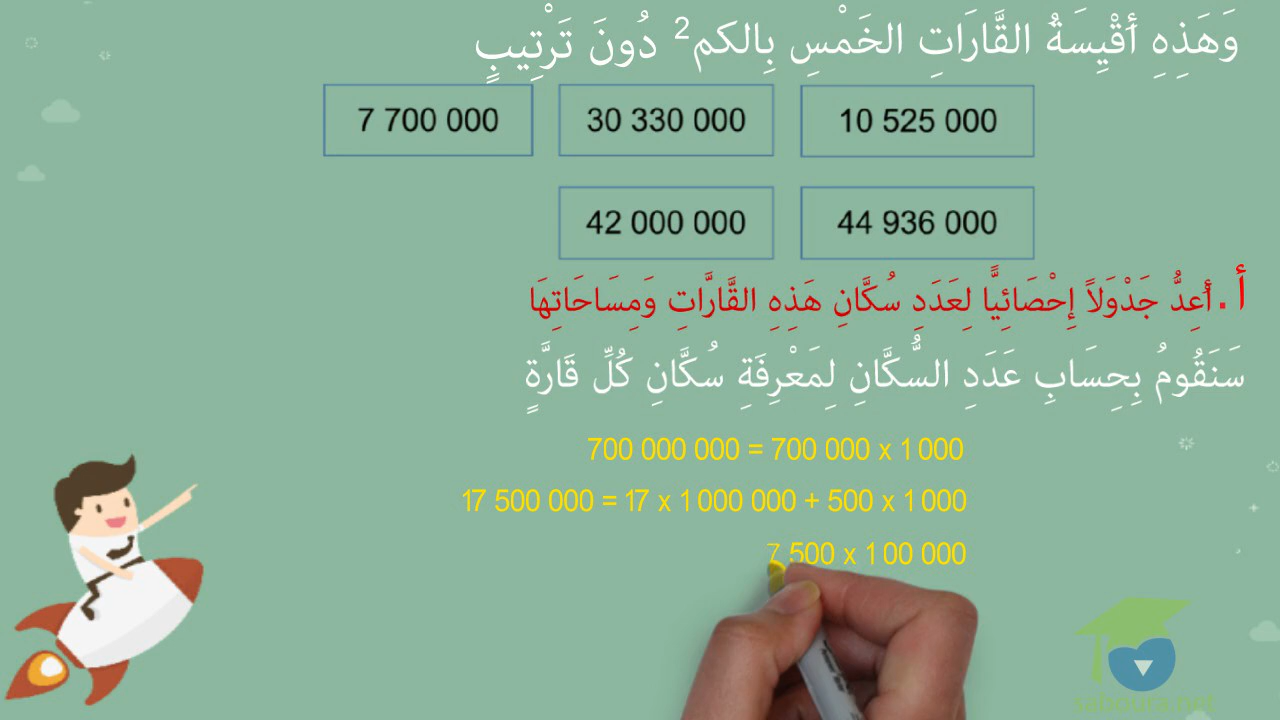 وَهَذِهِ أَقْيِسَةُ القَّارَاتِ الخَمْسِ بِالكم² دُونَ تَرْتِيبٍ
7 700 000 30 330 000 10 525 000
42 000 000 44 936 000
أ. أُعِدُّ جَدْوَلاً إِحْصَائِيًّا لِعَدَدِ سُكَّانِ هَذِهِ القَّارَّاتِ وَمِسَاحَاتِهَا
سَنَقُومُ بِحِسَابِ عَدَدِ السُّكَّانِ لِمَعْرِفَةِ سُكَّانِ كُلِّ قَارَّةٍ
700 000 000 = 700 000 x 1 000
17 500 000 = 17 x 1 000 000 + 500 x 1 000
7 500 x 1 00 000